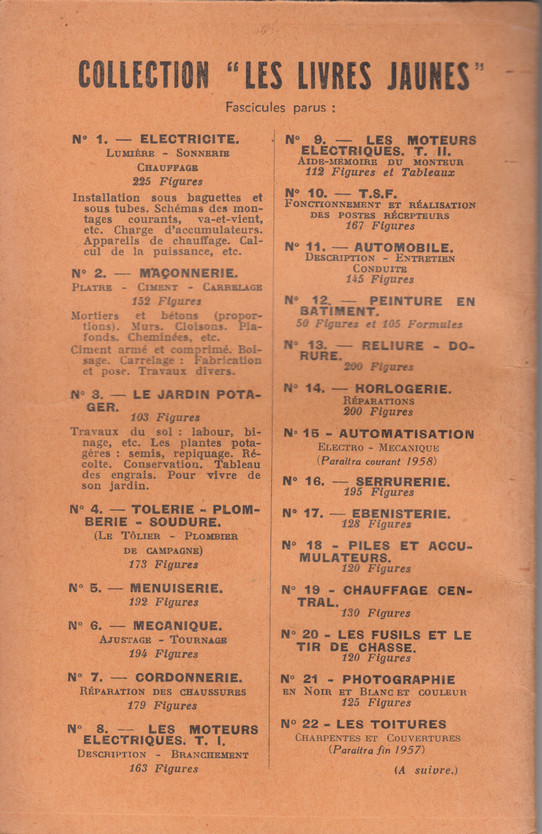 COLLECTION "LES LIVRES JAUNES"
Fascicules parus :
N° 1. — ELECTRICITE.
LUMIÈRE - SONNERIE
CHAUFFAGE
225 Figures
Installation sous baguettes et
sous tubes. Schémas des mon-
tages courants, va-et-vient,
etc. Charge d'accumulateurs.
Appareils de chauffage. Cal-
cul de la puissance, etc.
N° 2. — MAÇONNERIE.
PLATRE - CIMENT - CARRELAGE
152 Figures
Mortiers et bétons (propor-
tions). Murs. Cloisons. Pla-
fonds. Cheminées, etc.
Ciment armé et comprimé. Boi-
sage. Carrelage : Fabrication
et pose. Travaux divers.
N° 3. — LE JARDIN POTA-
GER.
103 Figures
Travaux du sol : labour, bi-
nage, etc. Les plantes pota-
gères : semis, repiquage. Ré-
colte. Conservation. Tableau
des engrais. Pour vivre de
son jardin.
N° 4. — TOLERIE - PLOM-
BERIE - SOUDURE.
(LE TÔLIER - PLOMBIER
DE CAMPAGNE)
173 Figures
N° 5. — MENUISERIE.
192 Figures
N° 6. — MECANIQUE.
AJUSTAGE - TOURNAGE
194 Figures
N° 7. — CORDONNERIE.
RÉPARATION DES CHAUSSURES
179 Figures
N° 8. — LES MOTEURS
ELECTRIQUES. T. I.
DESCRIPTION - BRANCHEMENT
163 Figures
N° 9. — LES MOTEURS
ELECTRIQUES. T. II.
AIDE-MÉMOIRE DU MONTEUR
112 Figures et Tableaux
N° 10. — T.S.F.
FONCTIONNEMENT ET RÉALISATION
DES POSTES RÉCEPTEURS
167 Figures
N° 11. — AUTOMOBILE.
DESCRIPTION - ENTRETIEN
CONDUITE
145 Figures
N° 12. — PEINTURE EN
BATIMENT.
50 Figures et 105 Formules
N° 13. — RELIURE - DO-
RURE.
200 Figures
N° 14. — HORLOGERIE.
RÉPARATIONS
200 Figures
N° 15 - AUTOMATISATION
ELECTRO - MECANIQUE
(Paraîtra courant 1958)
N° 16. — SERRURERIE.
195 Figures
N° 17. — EBENISTERIE.
128 Figures
N° 18 - PILES ET ACCU-
MULATEURS.
120 Figures
N° 19 - CHAUFFAGE CEN-
TRAL.
130 Figures
N° 20 - LES FUSILS ET LE
TIR DE CHASSE.
120 Figures
N° 21 - PHOTOGRAPHIE
EN NOIR ET BLANC ET COULEUR
125 Figures
N° 22 - LES TOITURES
CHARPENTES ET COUVERTURES
(Paraîtra fin 1957)
(A suivre.)